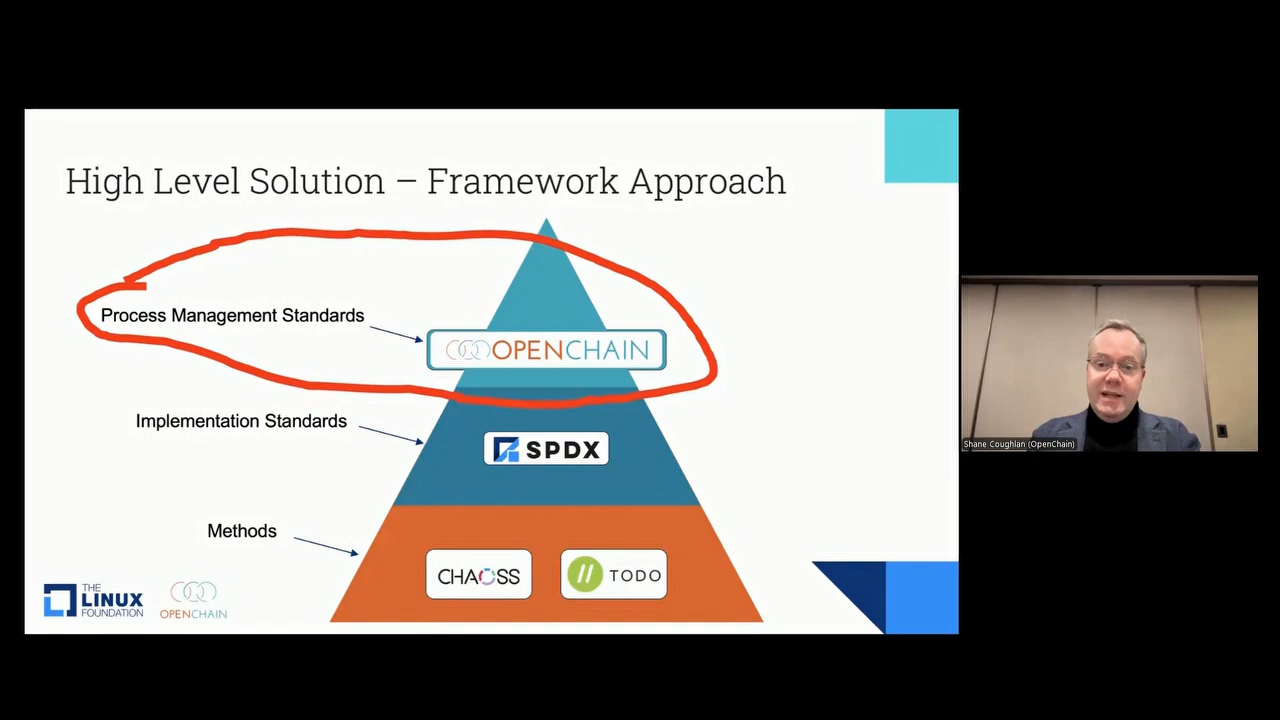 High Level Solution – Framework Approach
Process Management Standards
OPENCHAIN
Implementation Standards
SPDX
Methods
CHAOSS
TODO
THE
LINUX
FOUNDATION
OPENCHAIN
Shane Coughlan (OpenChain)